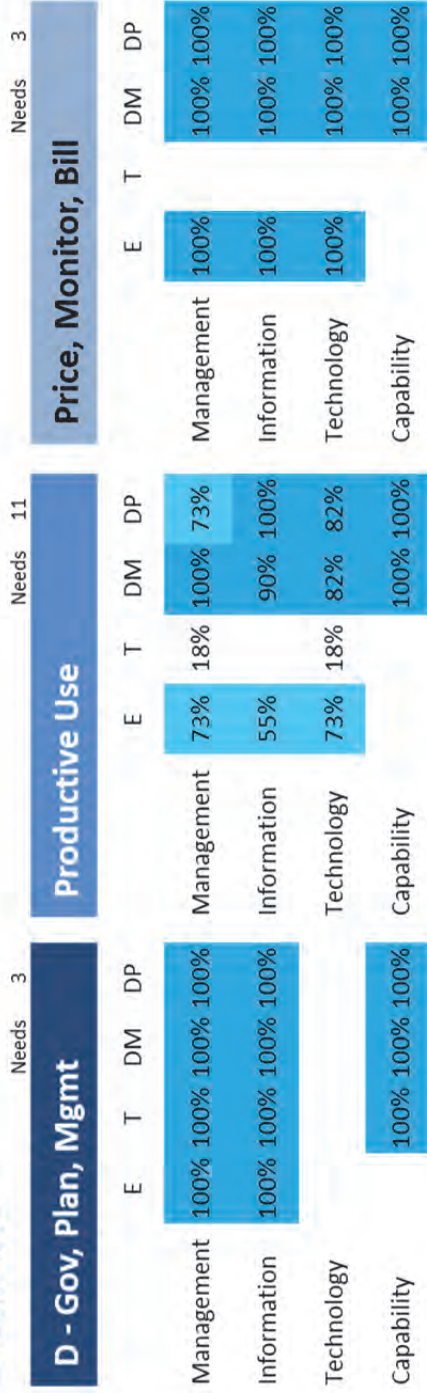 Needs 3
D - Gov, Plan, Mgmt
E T DM DP
Management 100% 100% 100% 100%
Information 100% 100% 100% 100%
Technology
Capability 100% 100% 100%
Needs 11
Productive Use
E T DM DP
Management 73% 18% 100% 73%
Information 55% 90% 100%
Technology 73% 18% 82% 82%
Capability 100% 100%
Needs 3
Price, Monitor, Bill
E T DM DP
Management 100% 100% 100%
Information 100% 100% 100%
Technology 100% 100% 100%
Capability 100% 100%